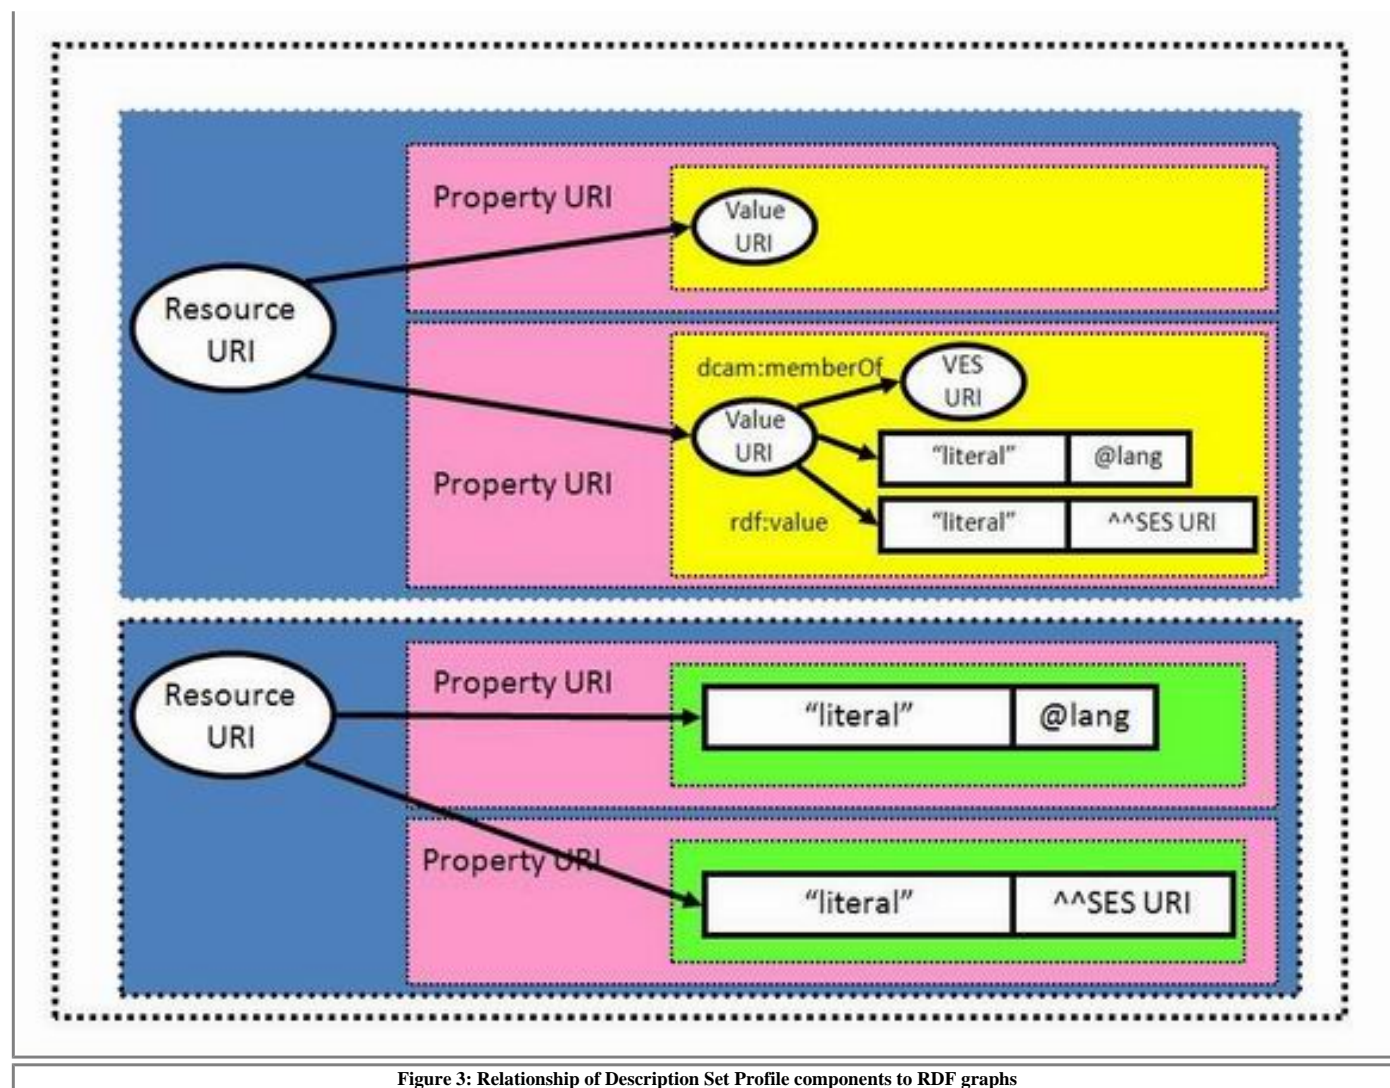 Property URI
Value
URI
Resource
URI
dcam:memberOf
VES
URI
Value
URI
"literal" @lang
Property URI
rdf:value
"literal" ^^SES URI
Resource
URI
Property URI
"literal" @lang
Property URI
"literal" ^^SES URI
Figure 3: Relationship of Description Set Profile components to RDF graphs